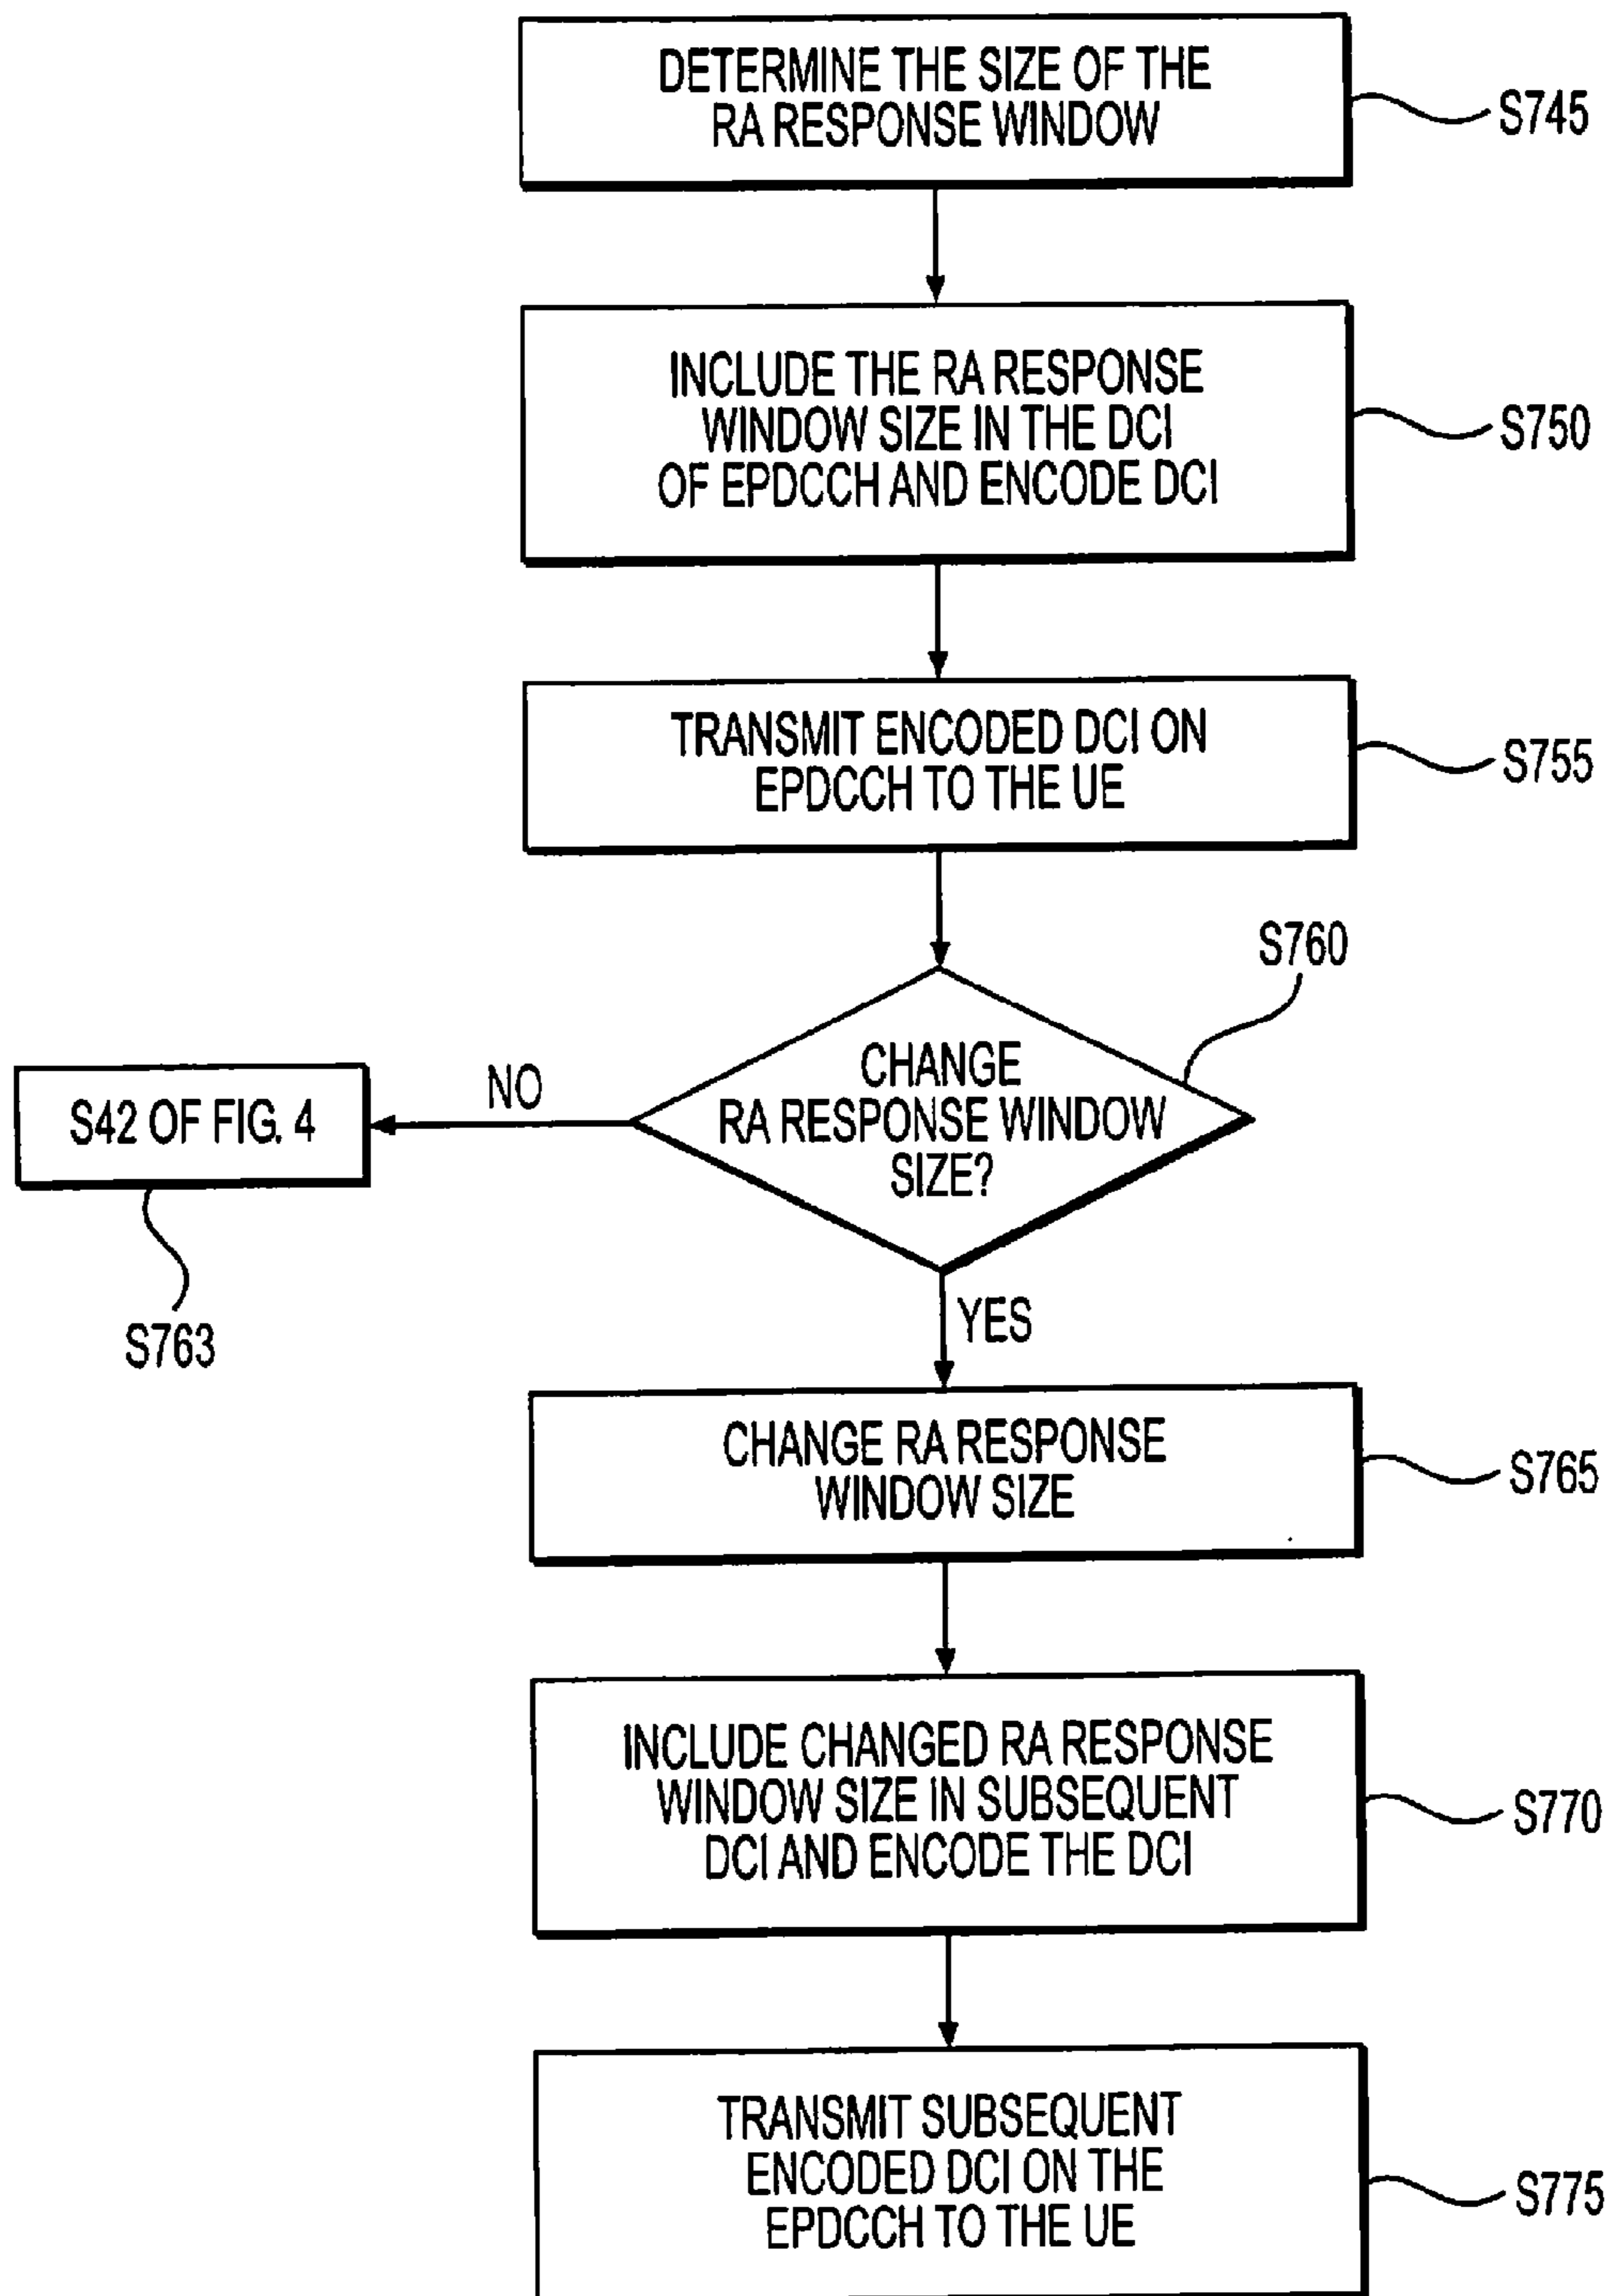 DETERMINE THE SIZE OF THE
RA RESPONSE WINDOW
S745
INCLUDE THE RA RESPONSE
WINDOW SIZE IN THE DCI
OF EPDCCH AND ENCODE DCI
S750
TRANSMIT ENCODED DCI ON
EPDCCH TO THE UE
S755
S760
CHANGE
RA RESPONSE WINDOW
SIZE?
NO
S42 OF FIG. 4
S763
YES
CHANGE RA RESPONSE
WINDOW SIZE
S765
INCLUDE CHANGED RA RESPONSE
WINDOW SIZE IN SUBSEQUENT
DCI AND ENCODE THE DCI
S770
TRANSMIT SUBSEQUENT
ENCODED DCI ON THE
EPDCCH TO THE UE
S775